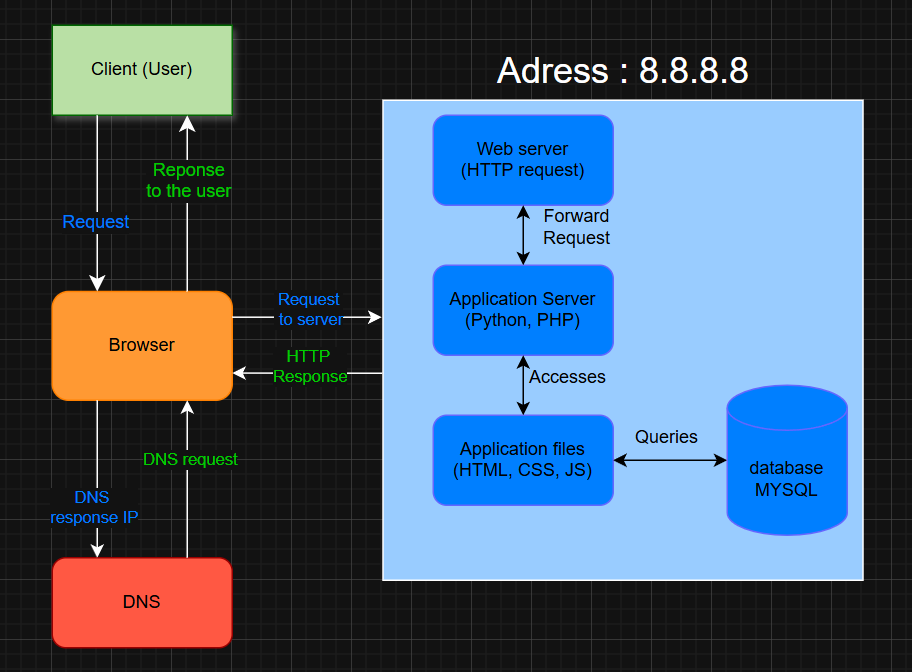 Client (User)
Adress : 8.8.8.8
Web server
(HTTP request)
Reponse
to the user
Request
Forward
Request
Request
to server
Application Server
(Python, PHP)
Browser
HTTP
Response
Accesses
Application files
(HTML, CSS, JS)
Queries
database
MYSQL
DNS request
DNS
response IP
DNS